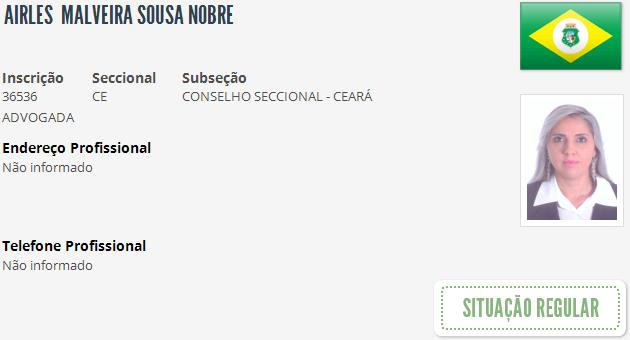 AIRLES MALVEIRA SOUSA NOBRE
Inscrição Seccional Subseção
36536 CE CONSELHO SECCIONAL - CEARÁ
ADVOGADA
Endereço Profissional
Não informado
Telefone Profissional
Não informado
SITUAÇÃO REGULAR